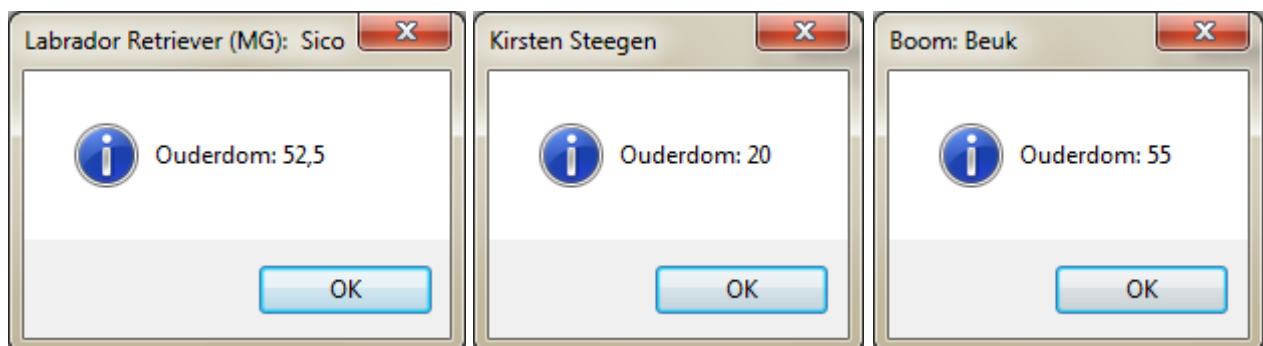 Labrador Retriever (MG):  Sico
Ouderdom: 52,5
OK
Kirsten Steegen
Ouderdom: 20
OK
Boom: Beuk
Ouderdom: 55
OK